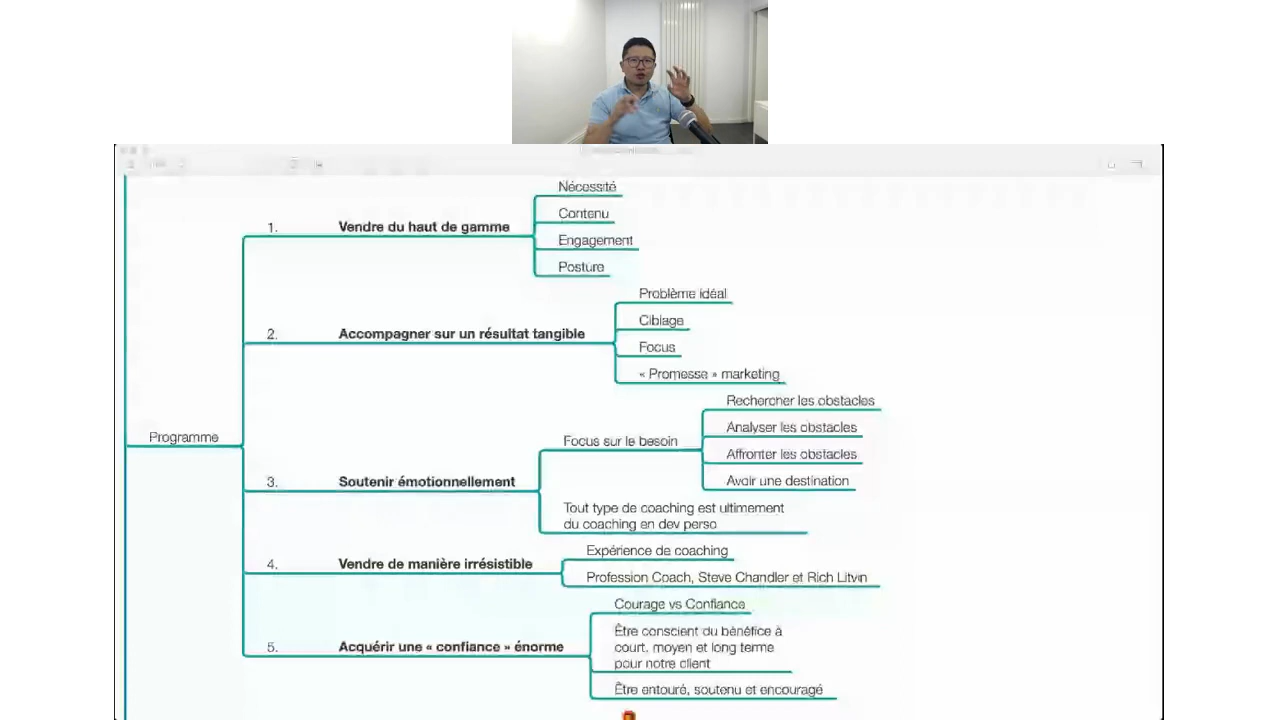 Programme
1. Vendre du haut de gamme
Nécessité
Contenu
Engagement
Posture
2. Accompagner sur un résultat tangible
Problème idéal
Ciblage
Focus
« Promesse » marketing
3. Soutenir émotionnellement
Focus sur le besoin
Rechercher les obstacles
Analyser les obstacles
Affronter les obstacles
Avoir une destination
Tout type de coaching est ultimement
du coaching en dev perso
4. Vendre de manière irrésistible
Expérience de coaching
Profession Coach, Steve Chandler et Rich Litvin
5. Acquérir une « confiance » énorme
Courage vs Confiance
Être conscient du bénéfice à
court, moyen et long terme
pour notre client
Être entouré, soutenu et encouragé